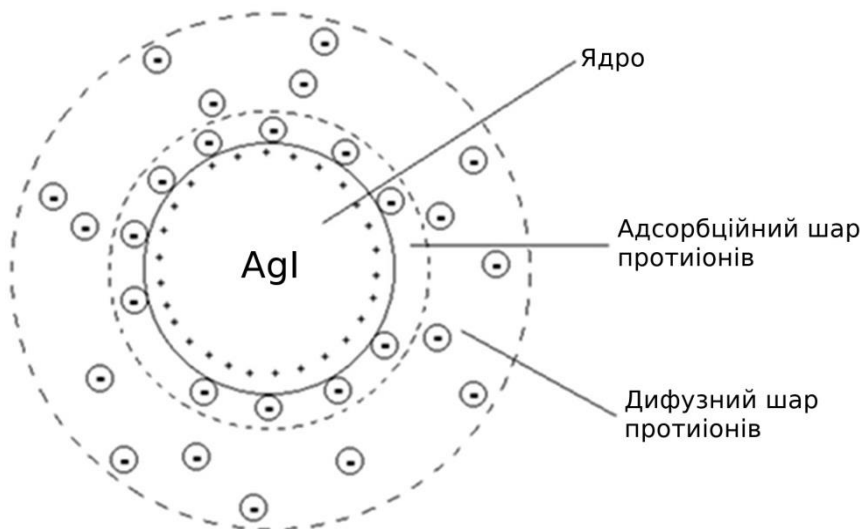 Ядро
Адсорбційний шар
протиіонів
AgI
Дифузний шар
протиіонів